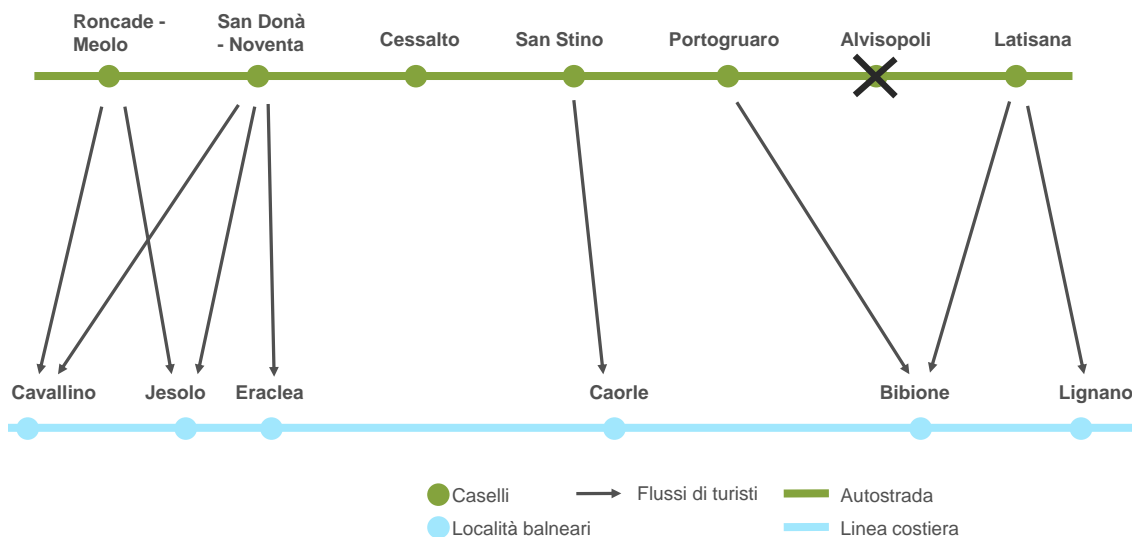 Roncade -
Meolo
San Donà
- Noventa
Cessalto
San Stino
Portogruaro
Alvisopoli
Latisana
Cavallino
Jesolo
Eraclea
Caorle
Bibione
Lignano
Caselli
Flussi di turisti
Autostrada
Località balneari
Linea costiera